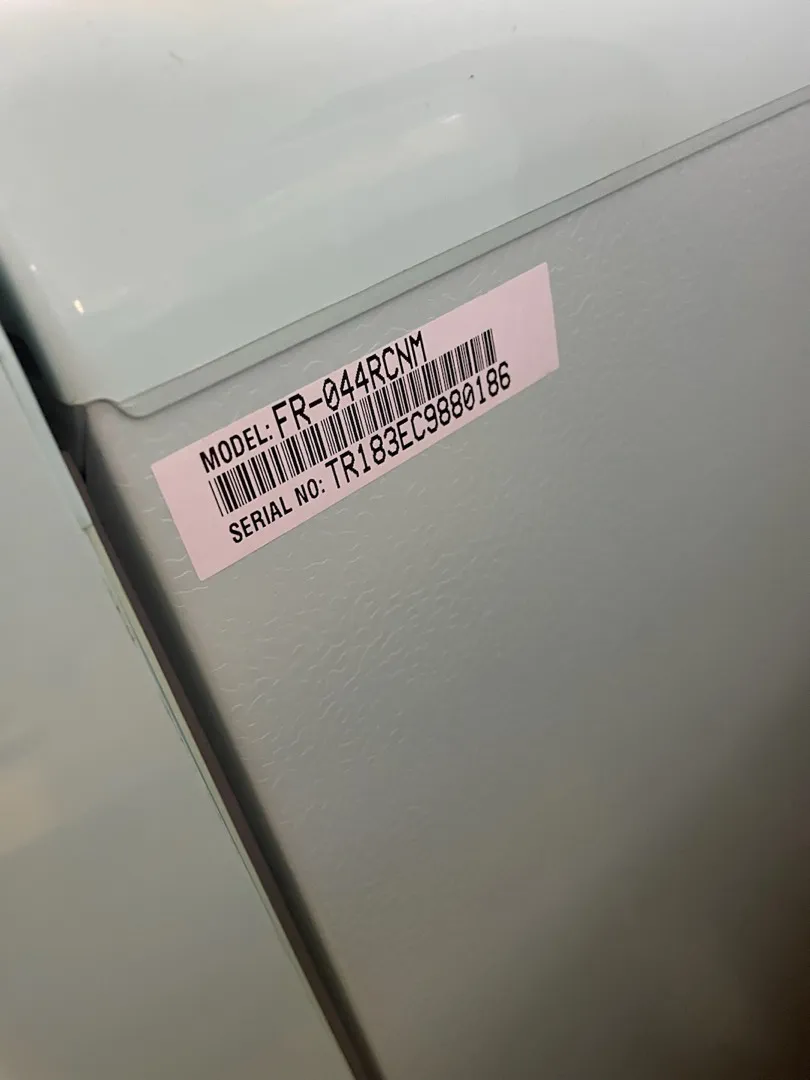 MODEL: FR-044RCNM
SERIAL NO: TR183EC9880186